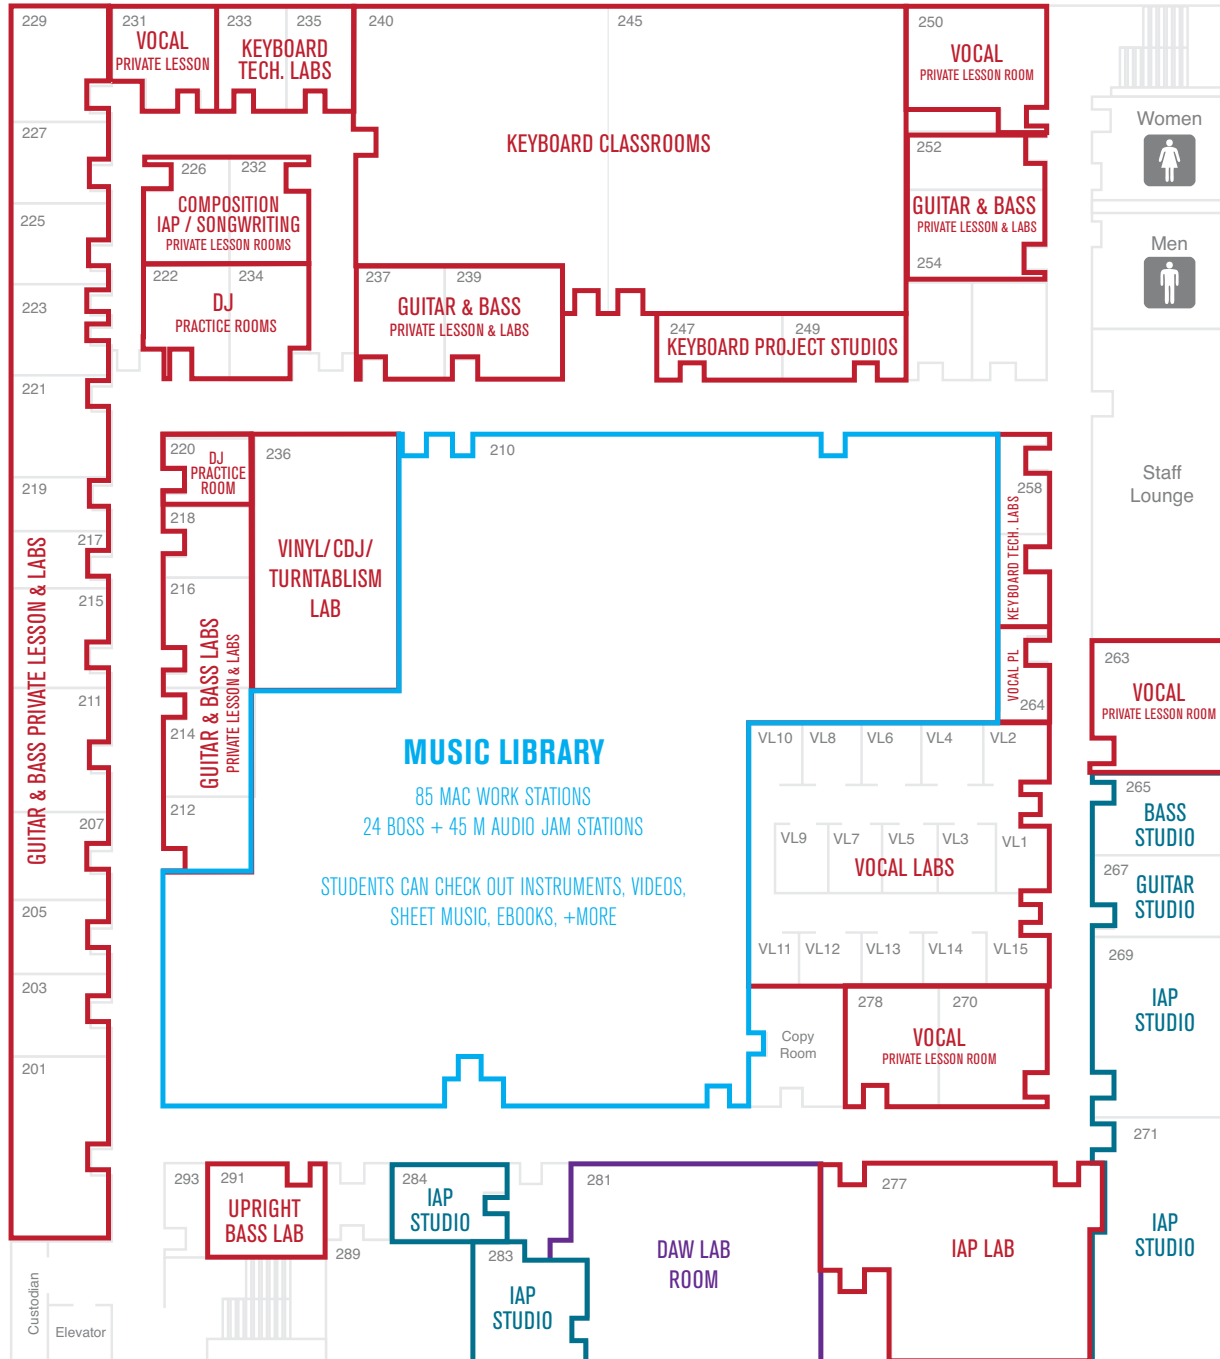 229
231
VOCAL
PRIVATE LESSON
233
235
KEYBOARD
TECH. LABS
240
245
KEYBOARD CLASSROOMS
250
VOCAL
PRIVATE LESSON ROOM
Women
227
226
232
COMPOSITION
IAP / SONGWRITING
PRIVATE LESSON ROOMS
252
GUITAR & BASS
PRIVATE LESSON & LABS
254
Men
225
222
234
DJ
PRACTICE ROOMS
237
239
GUITAR & BASS
PRIVATE LESSON & LABS
247
249
KEYBOARD PROJECT STUDIOS
223
221
219
217
215
211
207
205
203
201
GUITAR & BASS PRIVATE LESSON & LABS
220
DJ
PRACTICE
ROOM
236
VINYL/CDJ/
TURNTABLISM
LAB
218
216
214
212
GUITAR & BASS LABS
PRIVATE LESSON & LABS
210
MUSIC LIBRARY
85 MAC WORK STATIONS
24 BOSS + 45 M AUDIO JAM STATIONS
STUDENTS CAN CHECK OUT INSTRUMENTS, VIDEOS,
SHEET MUSIC, EBOOKS, +MORE
258
KEYBOARD TECH. LABS
VOCAL PL
264
Staff
Lounge
263
VOCAL
PRIVATE LESSON ROOM
VL10
VL8
VL6
VL4
VL2
VL9
VL7
VL5
VL3
VL1
VOCAL LABS
VL11
VL12
VL13
VL14
VL15
265
BASS
STUDIO
267
GUITAR
STUDIO
269
IAP
STUDIO
Copy
Room
278
270
VOCAL
PRIVATE LESSON ROOM
271
IAP
STUDIO
293
291
UPRIGHT
BASS LAB
289
284
IAP
STUDIO
283
IAP
STUDIO
281
DAW LAB
ROOM
277
IAP LAB
Custodian
Elevator